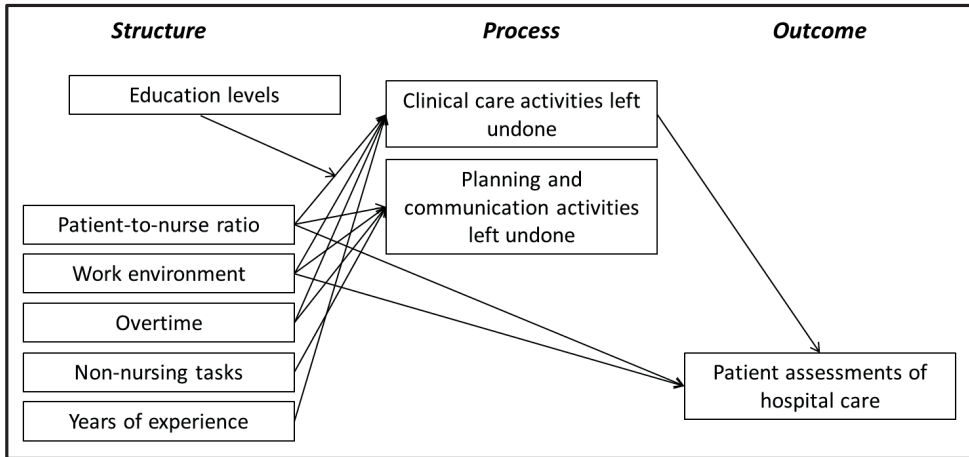 Structure
Process
Outcome
Education levels
Clinical care activities left
undone
Planning and
communication activities
left undone
Patient-to-nurse ratio
Work environment
Overtime
Non-nursing tasks
Years of experience
Patient assessments of
hospital care